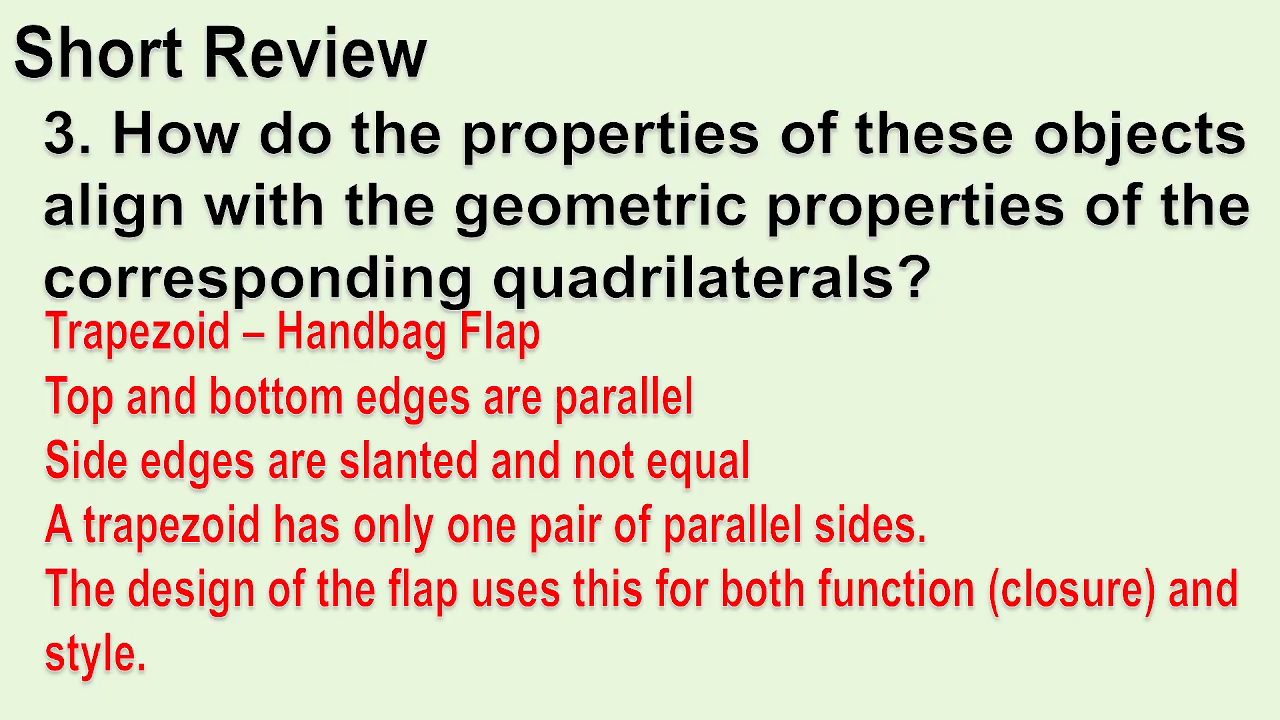 Short Review
3. How do the properties of these objects
align with the geometric properties of the
corresponding quadrilaterals?
Trapezoid – Handbag Flap
Top and bottom edges are parallel
Side edges are slanted and not equal
A trapezoid has only one pair of parallel sides.
The design of the flap uses this for both function (closure) and
style.